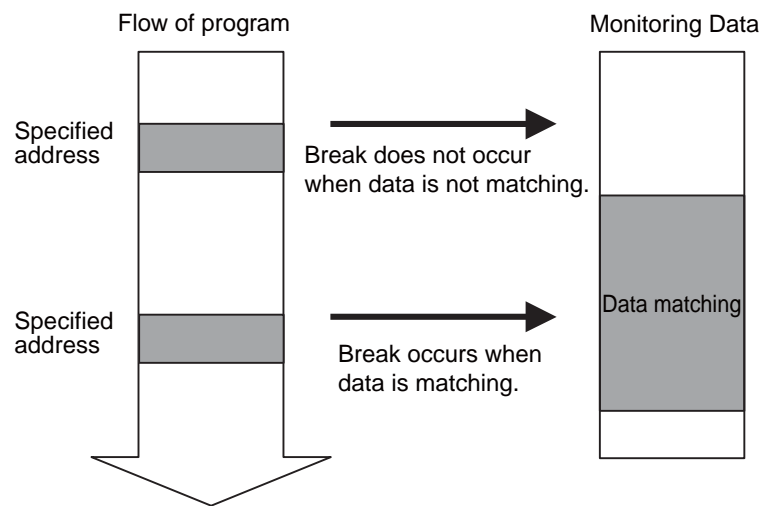 Flow of program
Monitoring Data
Specified
address
Break does not occur
when data is not matching.
Data matching
Specified
address
Break occurs when
data is matching.